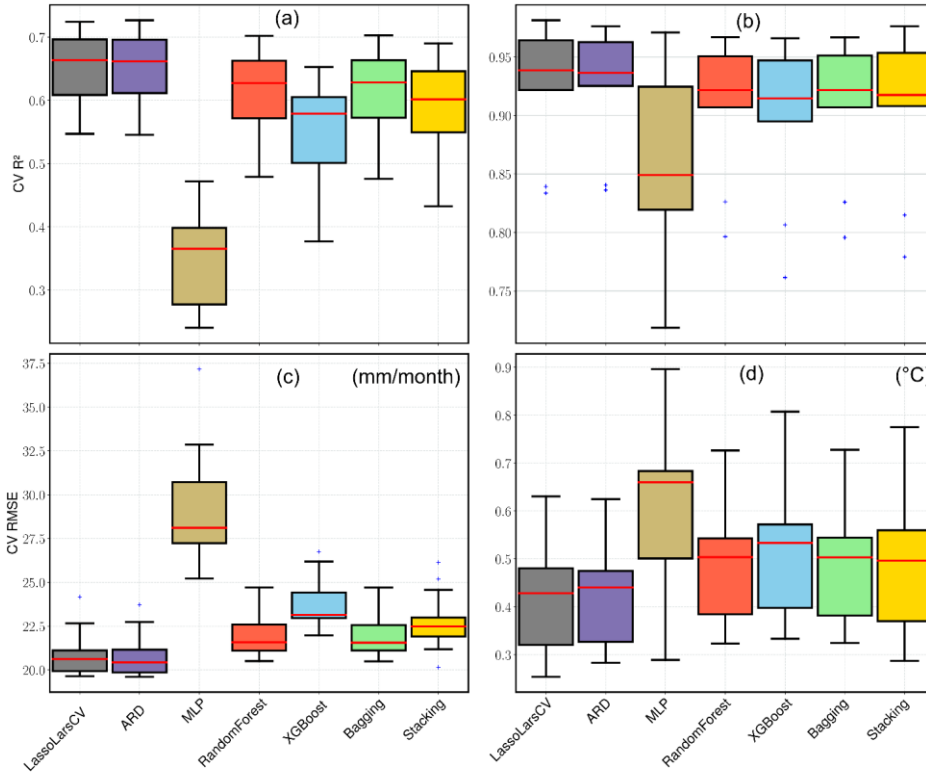 (a)
CV R²
0.7
0.6
0.5
0.4
0.3
(b)
0.95
0.90
0.85
0.80
0.75
(c) (mm/month)
CV RMSE
37.5
35.0
32.5
30.0
27.5
25.0
22.5
20.0
LassoLarsCV
ARD
MLP
RandomForest
XGBoost
Bagging
Stacking
(d) (°C)
0.9
0.8
0.7
0.6
0.5
0.4
0.3
LassoLarsCV
ARD
MLP
RandomForest
XGBoost
Bagging
Stacking